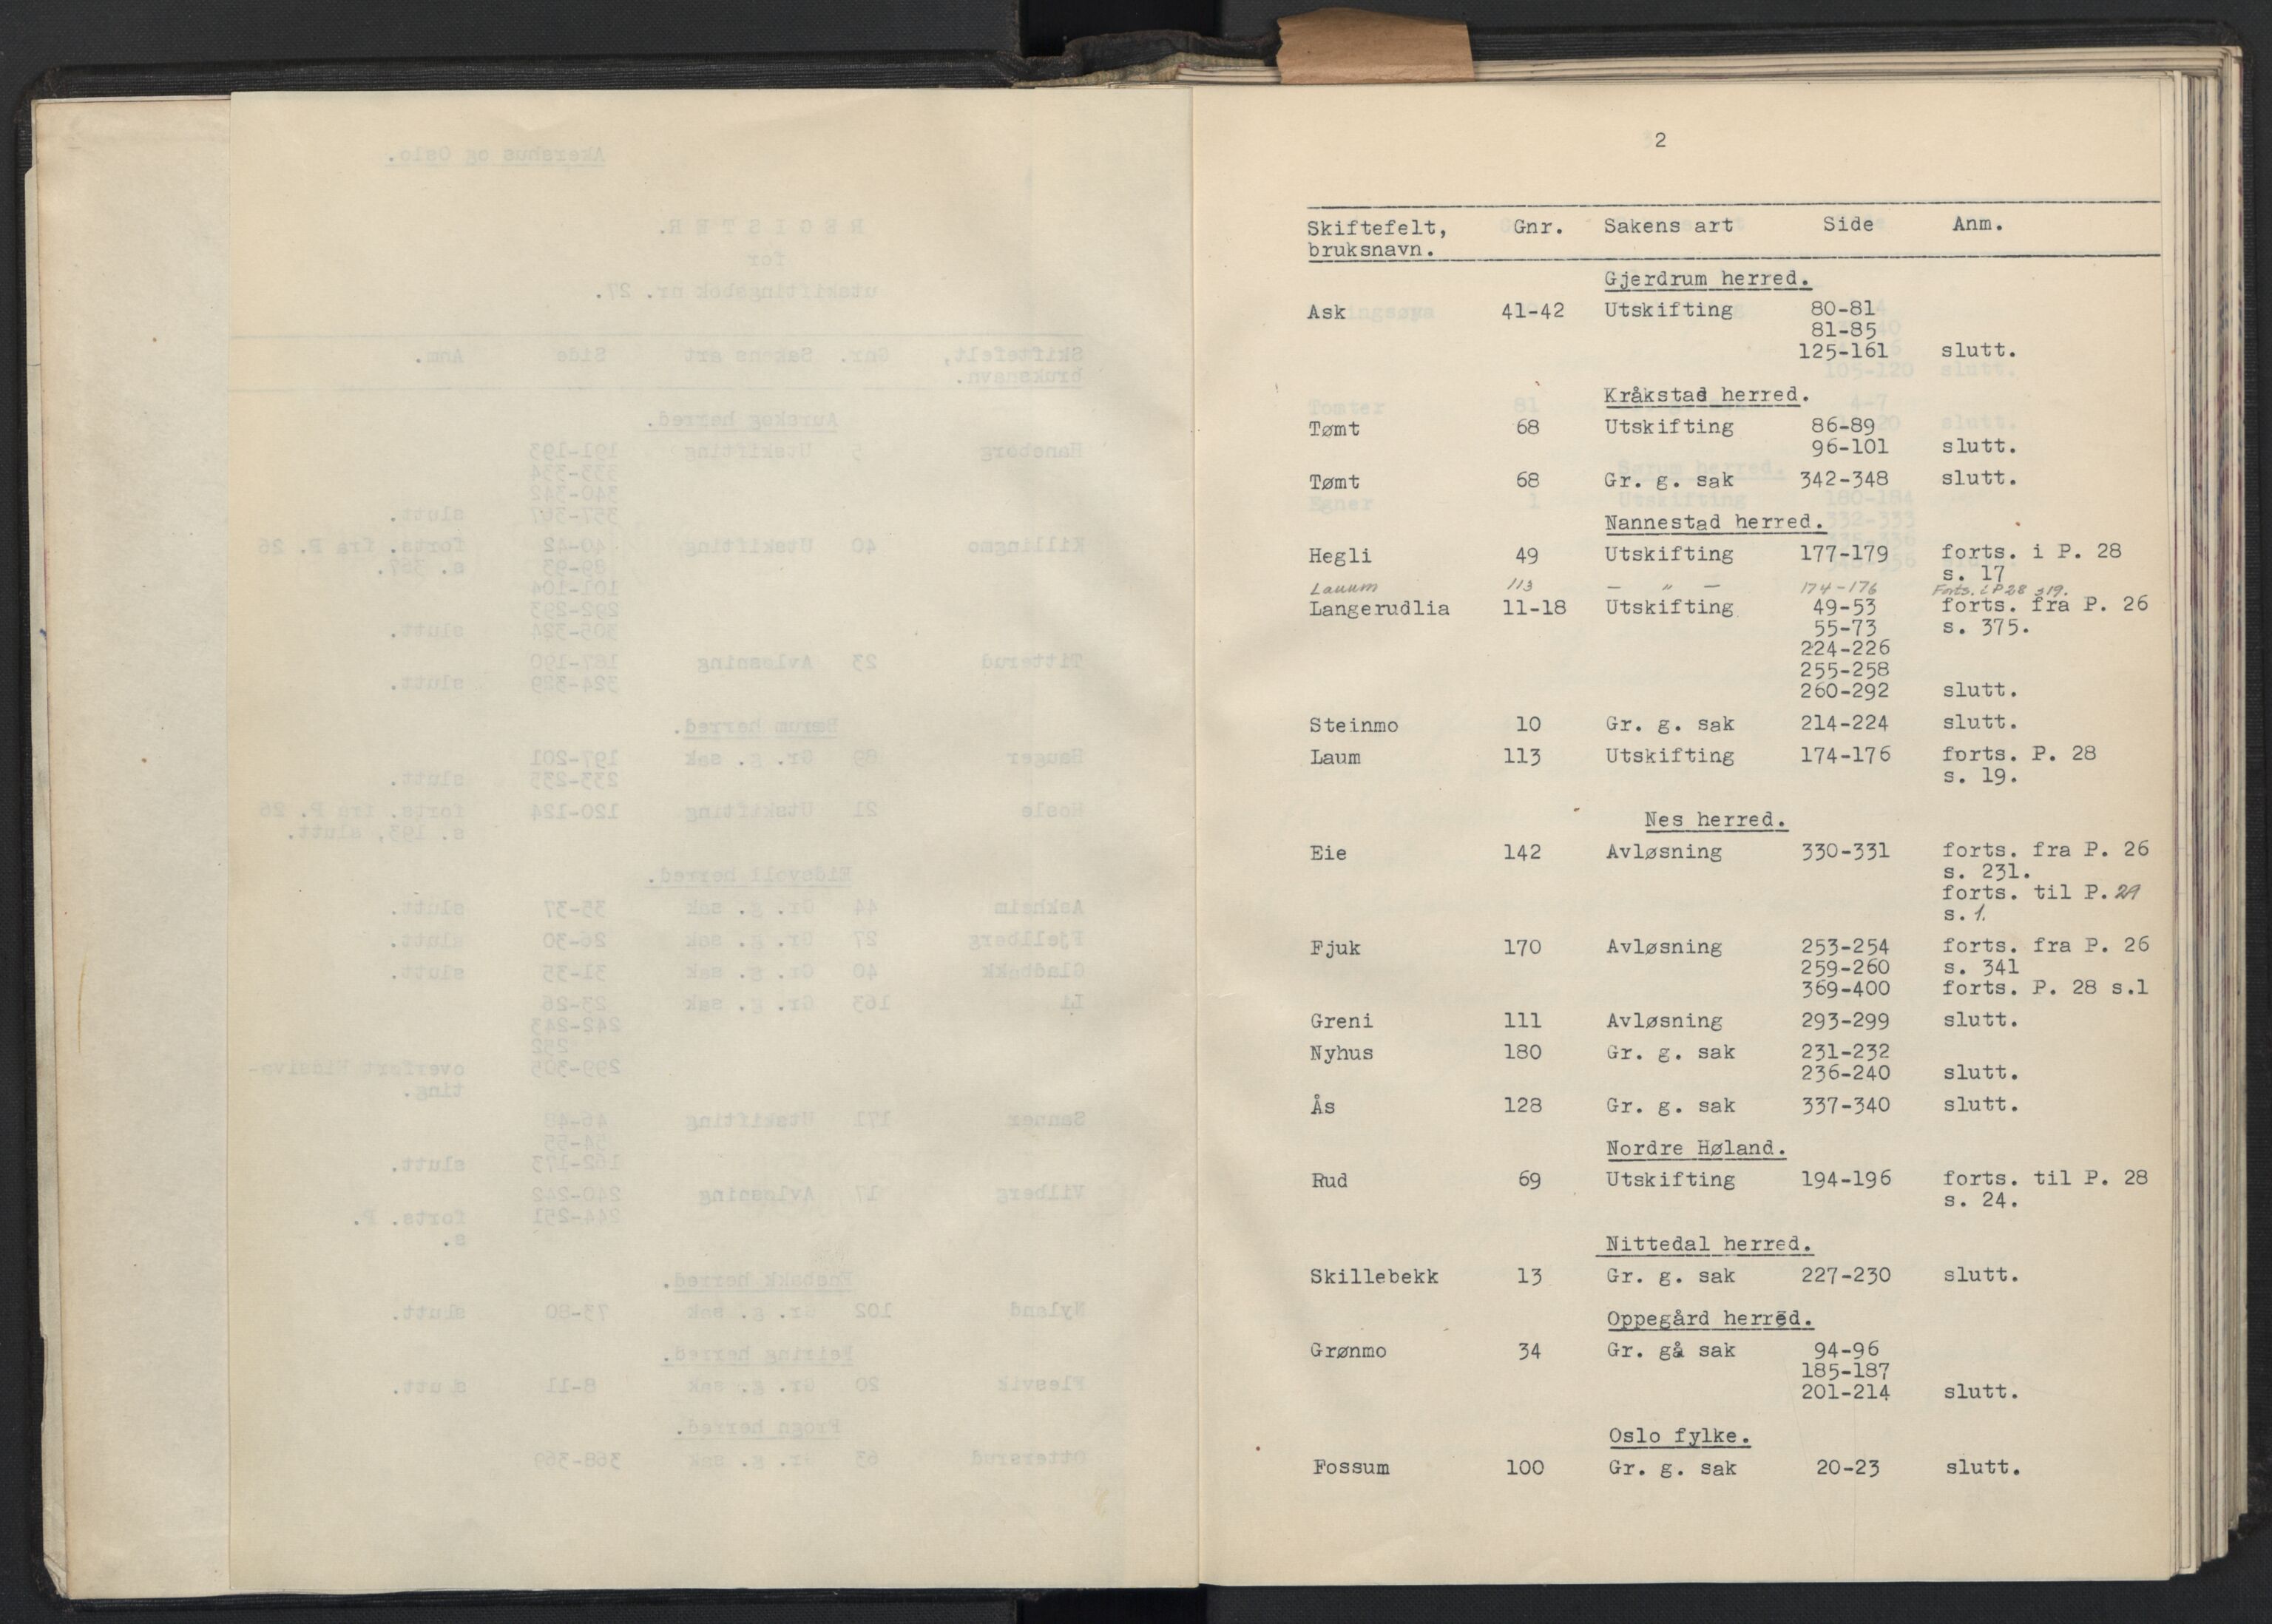 2
Skiftefelt, Gnr. Sakens art Side Anm.
bruksnavn.
Gjerdrum herred.
Ask 41-42 Utskifting 80-81
81-85
125-161 slutt.
Kråkstad herred.
Tømt 68 Utskifting 86-89
96-101 slutt.
Tømt 68 Gr. g. sak 342-348 slutt.
Nannestad herred.
Hegli 49 Utskifting 177-179 forts. i P. 28
s. 17
Lauum 113 — " — 174-176 Forts. i P 28 s19.
Langerudlia 11-18 Utskifting 49-53 forts. fra P. 26
55-73 s. 375.
224-226
255-258
260-292 slutt.
Steinmo 10 Gr. g. sak 214-224 slutt.
Laum 113 Utskifting 174-176 forts. P. 28
s. 19.
Nes herred.
Eie 142 Avløsning 330-331 forts. fra P. 26
s. 231.
forts. til P. 29
s. 1.
Fjuk 170 Avløsning 253-254 forts. fra P. 26
259-260 s. 341
369-400 forts. P. 28 s.1
Greni 111 Avløsning 293-299 slutt.
Nyhus 180 Gr. g. sak 231-232
236-240 slutt.
Ås 128 Gr. g. sak 337-340 slutt.
Nordre Høland.
Rud 69 Utskifting 194-196 forts. til P. 28
s. 24.
Nittedal herred.
Skillebekk 13 Gr. g. sak 227-230 slutt.
Oppegård herred.
Grønmo 34 Gr. gå sak 94-96
185-187
201-214 slutt.
Oslo fylke.
Fossum 100 Gr. g. sak 20-23 slutt.